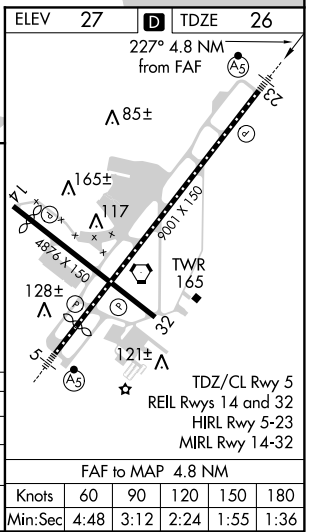 ELEV 27 D TDZE 26
227° 4.8 NM
from FAF
A5
23
85±
P
165±
14
P
117
9001 X 150
4876 X 150
TWR
165
128±
P
P
32
5
121±
A5
TDZ/CL Rwy 5
REIL Rwys 14 and 32
HIRL Rwy 5-23
MIRL Rwy 14-32
FAF to MAP 4.8 NM
Knots 60 90 120 150 180
Min:Sec 4:48 3:12 2:24 1:55 1:36